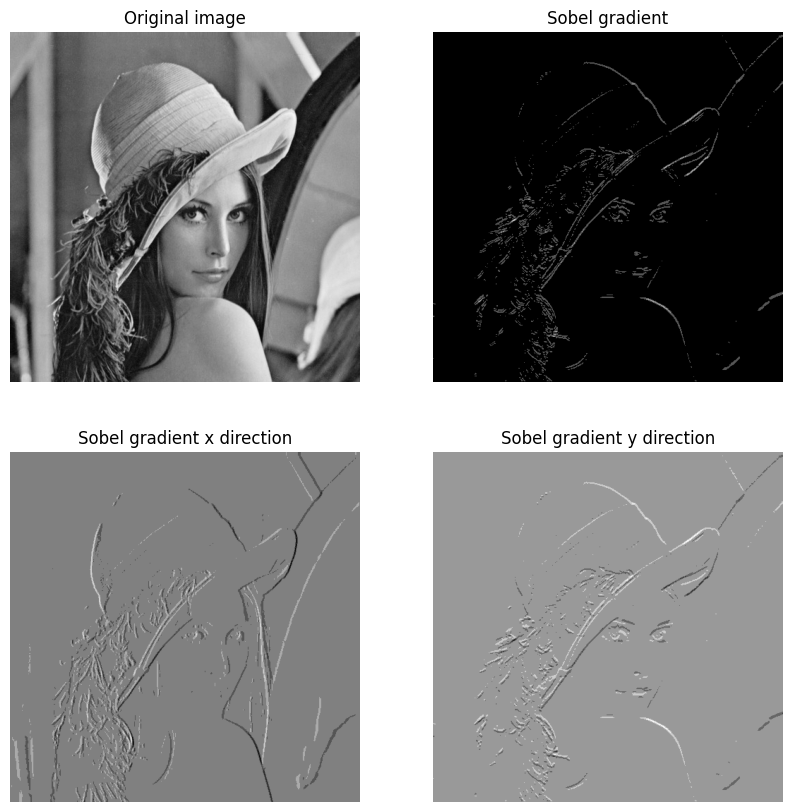 Original image
Sobel gradient
Sobel gradient x direction
Sobel gradient y direction